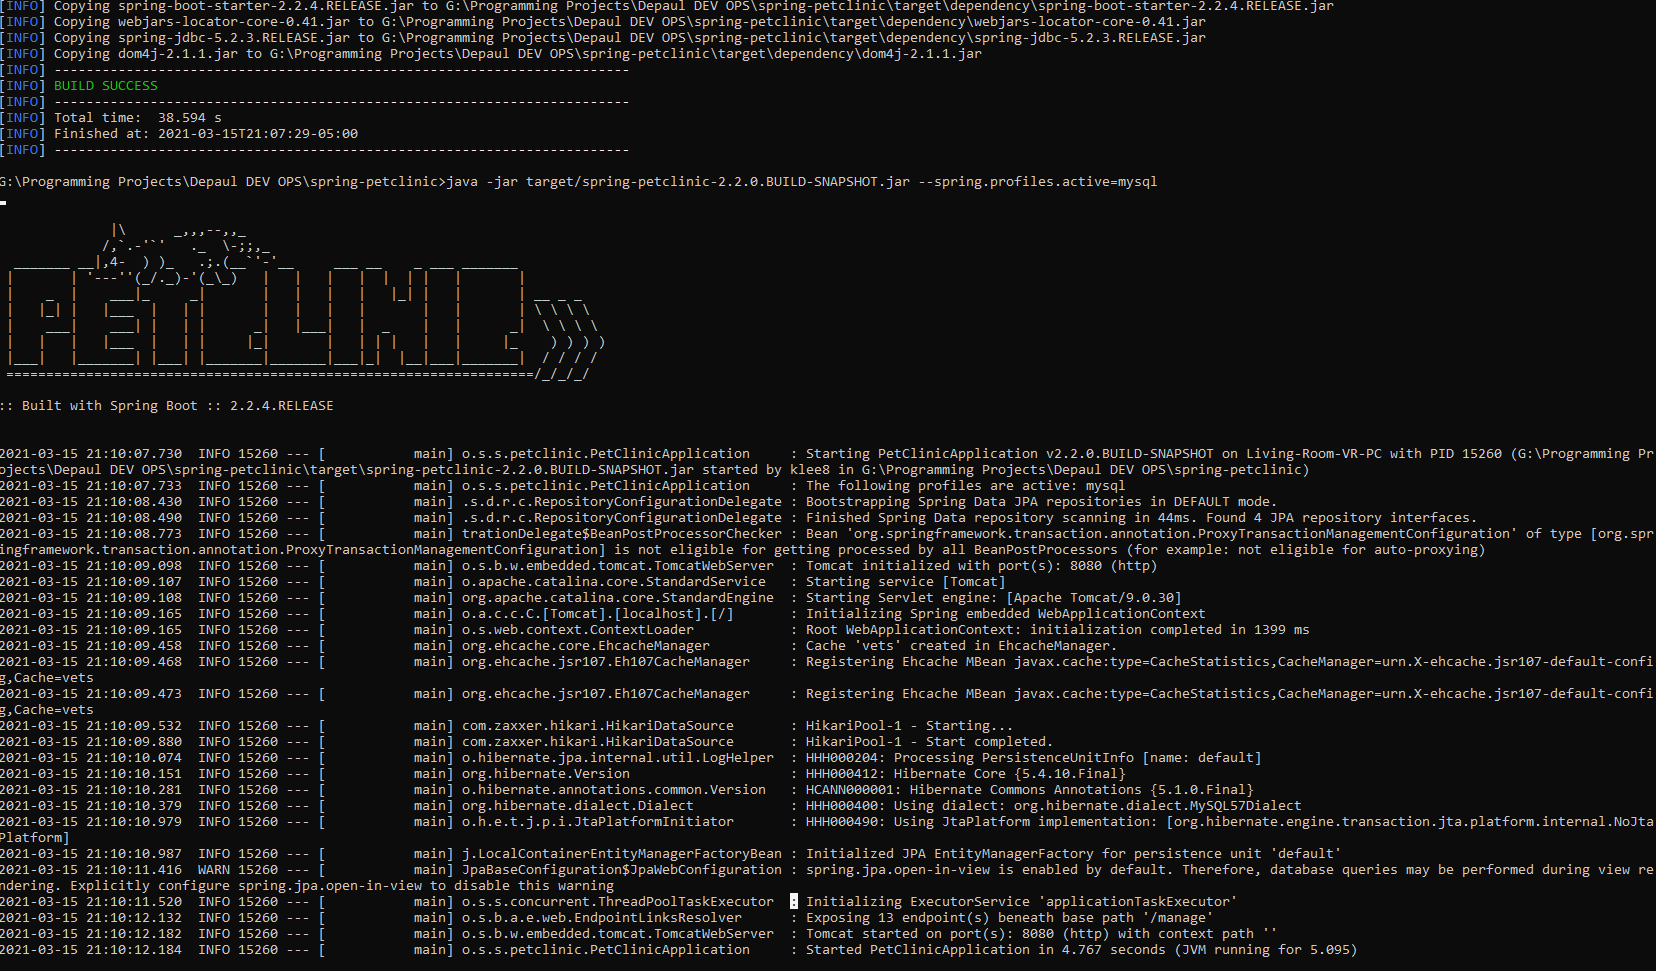 [INFO] Copying spring-boot-starter-2.2.4.RELEASE.jar to G:\Programming Projects\Depaul DEV OPS\spring-petclinic\target\dependency\spring-boot-starter-2.2.4.RELEASE.jar
[INFO] Copying webjars-locator-core-0.41.jar to G:\Programming Projects\Depaul DEV OPS\spring-petclinic\target\dependency\webjars-locator-core-0.41.jar
[INFO] Copying spring-jdbc-5.2.3.RELEASE.jar to G:\Programming Projects\Depaul DEV OPS\spring-petclinic\target\dependency\spring-jdbc-5.2.3.RELEASE.jar
[INFO] Copying dom4j-2.1.1.jar to G:\Programming Projects\Depaul DEV OPS\spring-petclinic\target\dependency\dom4j-2.1.1.jar
[INFO] ------------------------------------------------------------------------
[INFO] BUILD SUCCESS
[INFO] ------------------------------------------------------------------------
[INFO] Total time:  38.594 s
[INFO] Finished at: 2021-03-15T21:07:29-05:00
[INFO] ------------------------------------------------------------------------
G:\Programming Projects\Depaul DEV OPS\spring-petclinic>java -jar target/spring-petclinic-2.2.0.BUILD-SNAPSHOT.jar --spring.profiles.active=mysql
PETCLINIC
:: Built with Spring Boot :: 2.2.4.RELEASE
2021-03-15 21:10:07.730  INFO 15260 --- [           main] o.s.s.petclinic.PetClinicApplication     : Starting PetClinicApplication v2.2.0.BUILD-SNAPSHOT on Living-Room-VR-PC with PID 15260 (G:\Programming Pr
ojects\Depaul DEV OPS\spring-petclinic\target\spring-petclinic-2.2.0.BUILD-SNAPSHOT.jar started by klee8 in G:\Programming Projects\Depaul DEV OPS\spring-petclinic)
2021-03-15 21:10:07.733  INFO 15260 --- [           main] o.s.s.petclinic.PetClinicApplication     : The following profiles are active: mysql
2021-03-15 21:10:08.430  INFO 15260 --- [           main] .s.d.r.c.RepositoryConfigurationDelegate : Bootstrapping Spring Data JPA repositories in DEFAULT mode.
2021-03-15 21:10:08.490  INFO 15260 --- [           main] .s.d.r.c.RepositoryConfigurationDelegate : Finished Spring Data repository scanning in 44ms. Found 4 JPA repository interfaces.
2021-03-15 21:10:08.773  INFO 15260 --- [           main] trationDelegate$BeanPostProcessorChecker : Bean 'org.springframework.transaction.annotation.ProxyTransactionManagementConfiguration' of type [org.spr
ingframework.transaction.annotation.ProxyTransactionManagementConfiguration] is not eligible for getting processed by all BeanPostProcessors (for example: not eligible for auto-proxying)
2021-03-15 21:10:09.098  INFO 15260 --- [           main] o.s.b.w.embedded.tomcat.TomcatWebServer  : Tomcat initialized with port(s): 8080 (http)
2021-03-15 21:10:09.107  INFO 15260 --- [           main] o.apache.catalina.core.StandardService   : Starting service [Tomcat]
2021-03-15 21:10:09.108  INFO 15260 --- [           main] org.apache.catalina.core.StandardEngine  : Starting Servlet engine: [Apache Tomcat/9.0.30]
2021-03-15 21:10:09.165  INFO 15260 --- [           main] o.a.c.c.C.[Tomcat].[localhost].[/]       : Initializing Spring embedded WebApplicationContext
2021-03-15 21:10:09.165  INFO 15260 --- [           main] o.s.web.context.ContextLoader            : Root WebApplicationContext: initialization completed in 1399 ms
2021-03-15 21:10:09.458  INFO 15260 --- [           main] org.ehcache.core.EhcacheManager          : Cache 'vets' created in EhcacheManager.
2021-03-15 21:10:09.468  INFO 15260 --- [           main] org.ehcache.jsr107.Eh107CacheManager     : Registering Ehcache MBean javax.cache:type=CacheStatistics,CacheManager=urn.X-ehcache.jsr107-default-confi
g,Cache=vets
2021-03-15 21:10:09.473  INFO 15260 --- [           main] org.ehcache.jsr107.Eh107CacheManager     : Registering Ehcache MBean javax.cache:type=CacheStatistics,CacheManager=urn.X-ehcache.jsr107-default-confi
g,Cache=vets
2021-03-15 21:10:09.532  INFO 15260 --- [           main] com.zaxxer.hikari.HikariDataSource       : HikariPool-1 - Starting...
2021-03-15 21:10:09.880  INFO 15260 --- [           main] com.zaxxer.hikari.HikariDataSource       : HikariPool-1 - Start completed.
2021-03-15 21:10:10.074  INFO 15260 --- [           main] o.hibernate.jpa.internal.util.LogHelper  : HHH000204: Processing PersistenceUnitInfo [name: default]
2021-03-15 21:10:10.151  INFO 15260 --- [           main] org.hibernate.Version                    : HHH000412: Hibernate Core {5.4.10.Final}
2021-03-15 21:10:10.281  INFO 15260 --- [           main] o.hibernate.annotations.common.Version   : HCANN000001: Hibernate Commons Annotations {5.1.0.Final}
2021-03-15 21:10:10.379  INFO 15260 --- [           main] org.hibernate.dialect.Dialect            : HHH000400: Using dialect: org.hibernate.dialect.MySQL57Dialect
2021-03-15 21:10:10.979  INFO 15260 --- [           main] o.h.e.t.j.p.i.JtaPlatformInitiator       : HHH000490: Using JtaPlatform implementation: [org.hibernate.engine.transaction.jta.platform.internal.NoJta
Platform]
2021-03-15 21:10:10.987  INFO 15260 --- [           main] j.LocalContainerEntityManagerFactoryBean : Initialized JPA EntityManagerFactory for persistence unit 'default'
2021-03-15 21:10:11.416  WARN 15260 --- [           main] JpaBaseConfiguration$JpaWebConfiguration : spring.jpa.open-in-view is enabled by default. Therefore, database queries may be performed during view re
ndering. Explicitly configure spring.jpa.open-in-view to disable this warning
2021-03-15 21:10:11.520  INFO 15260 --- [           main] o.s.s.concurrent.ThreadPoolTaskExecutor  : Initializing ExecutorService 'applicationTaskExecutor'
2021-03-15 21:10:12.132  INFO 15260 --- [           main] o.s.b.a.e.web.EndpointLinksResolver      : Exposing 13 endpoint(s) beneath base path '/manage'
2021-03-15 21:10:12.182  INFO 15260 --- [           main] o.s.b.w.embedded.tomcat.TomcatWebServer  : Tomcat started on port(s): 8080 (http) with context path ''
2021-03-15 21:10:12.184  INFO 15260 --- [           main] o.s.s.petclinic.PetClinicApplication     : Started PetClinicApplication in 4.767 seconds (JVM running for 5.095)